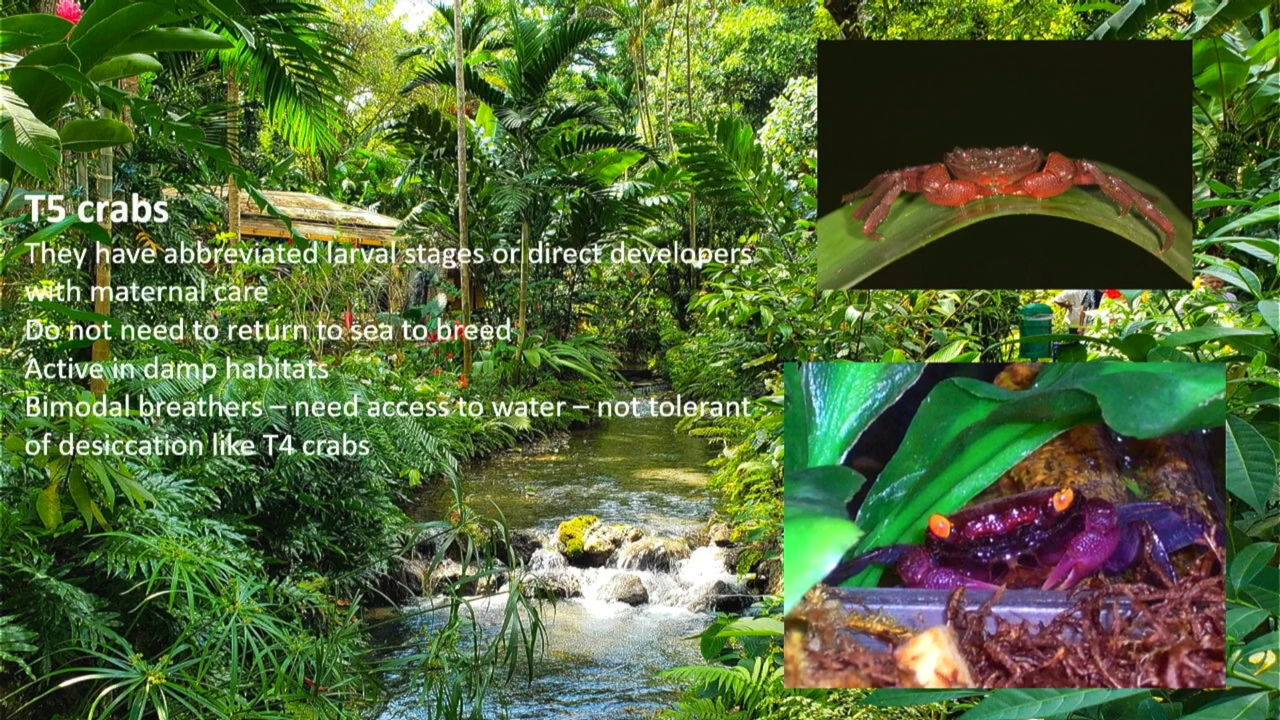 T5 crabs
They have abbreviated larval stages or direct developers
with maternal care
Do not need to return to sea to breed
Active in damp habitats
Bimodal breathers – need access to water – not tolerant
of desiccation like T4 crabs